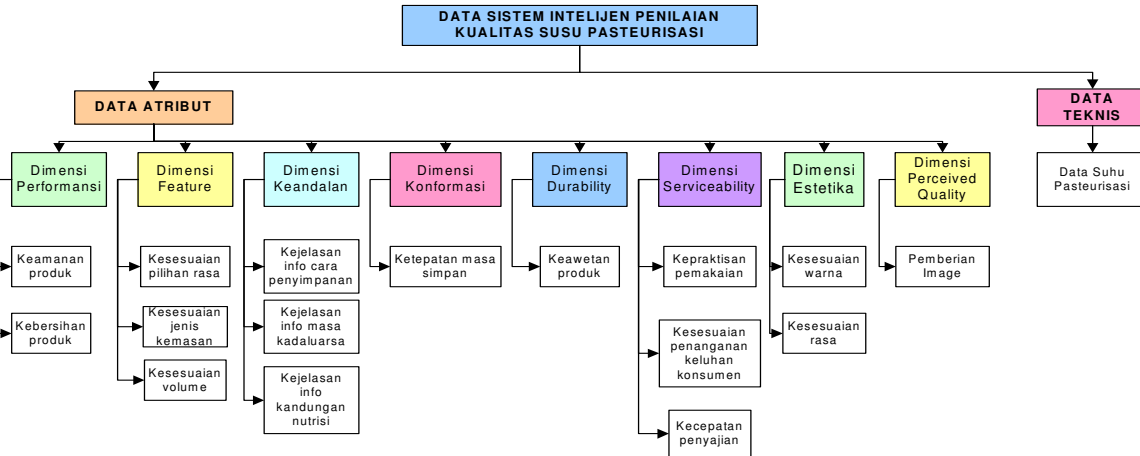 DATA SISTEM INTELIJEN PENILAIAN
KUALITAS SUSU PASTEURISASI
DATA ATRIBUT
DATA
TEKNIS
Dimensi
Performansi
Dimensi
Feature
Dimensi
Keandalan
Dimensi
Konformasi
Dimensi
Durability
Dimensi
Serviceability
Dimensi
Estetika
Dimensi
Perceived
Quality
Data Suhu
Pasteurisasi
Keamanan
produk
Kesesuaian
pilihan rasa
Kejelasan
info cara
penyimpanan
Ketepatan masa
simpan
Keawetan
produk
Kepraktisan
pemakaian
Kesesuaian
warna
Pemberian
Image
Kebersihan
produk
Kesesuaian
jenis
kemasan
Kejelasan
info masa
kadaluarsa
Kesesuaian
penanganan
keluhan
konsumen
Kesesuaian
rasa
Kesesuaian
volume
Kejelasan
info
kandungan
nutrisi
Kecepatan
penyajian